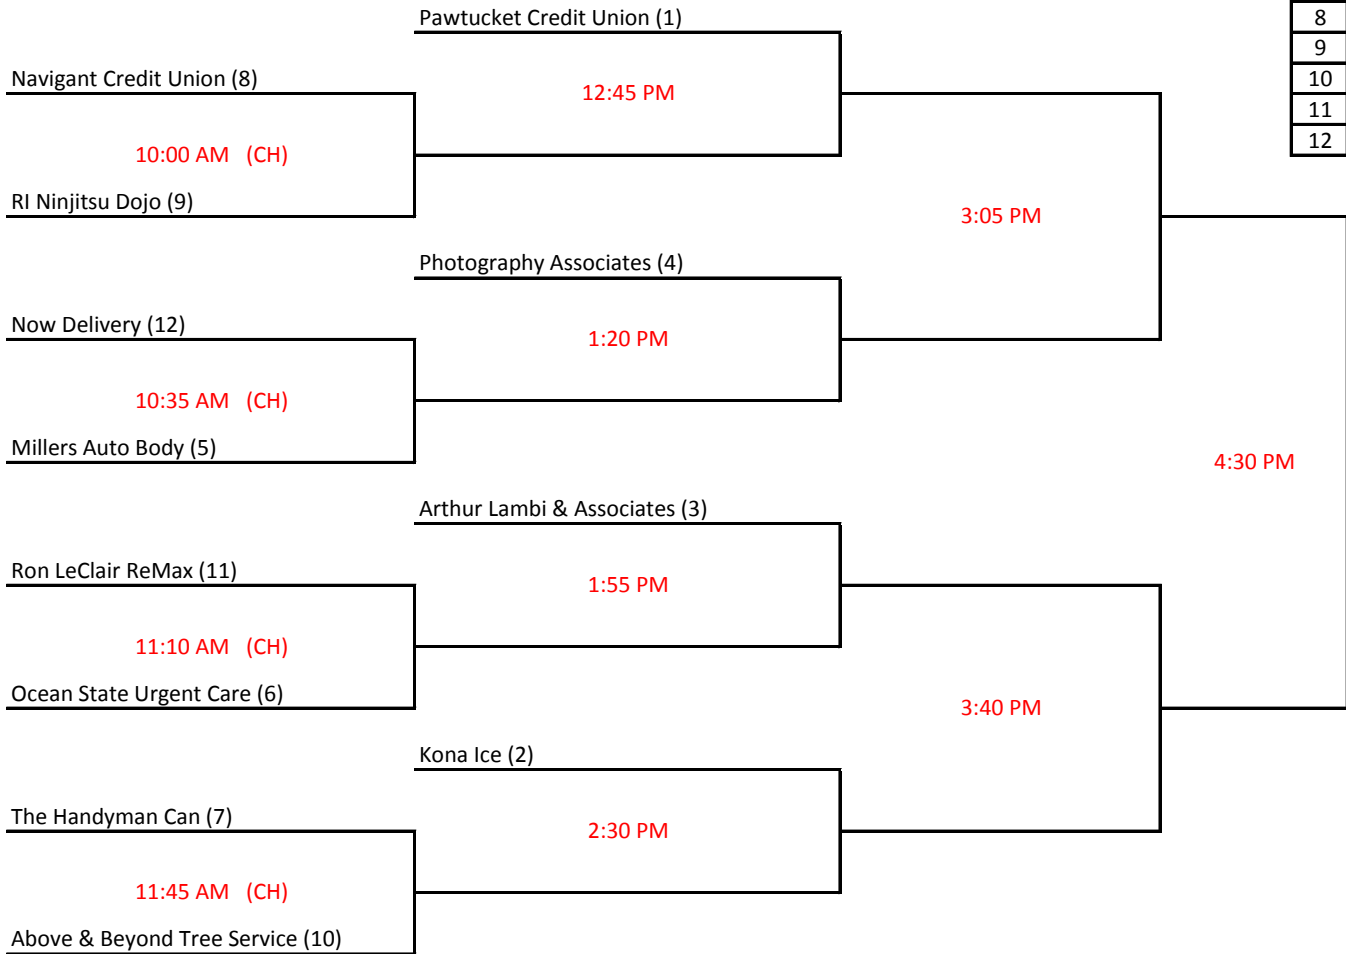 Pawtucket Credit Union (1)
8
9
Navigant Credit Union (8)
12:45 PM
10
11
10:00 AM (CH)
12
RI Ninjitsu Dojo (9)
3:05 PM
Photography Associates (4)
Now Delivery (12)
1:20 PM
10:35 AM (CH)
Millers Auto Body (5)
4:30 PM
Arthur Lambi & Associates (3)
Ron LeClair ReMax (11)
1:55 PM
11:10 AM (CH)
Ocean State Urgent Care (6)
3:40 PM
Kona Ice (2)
The Handyman Can (7)
2:30 PM
11:45 AM (CH)
Above & Beyond Tree Service (10)